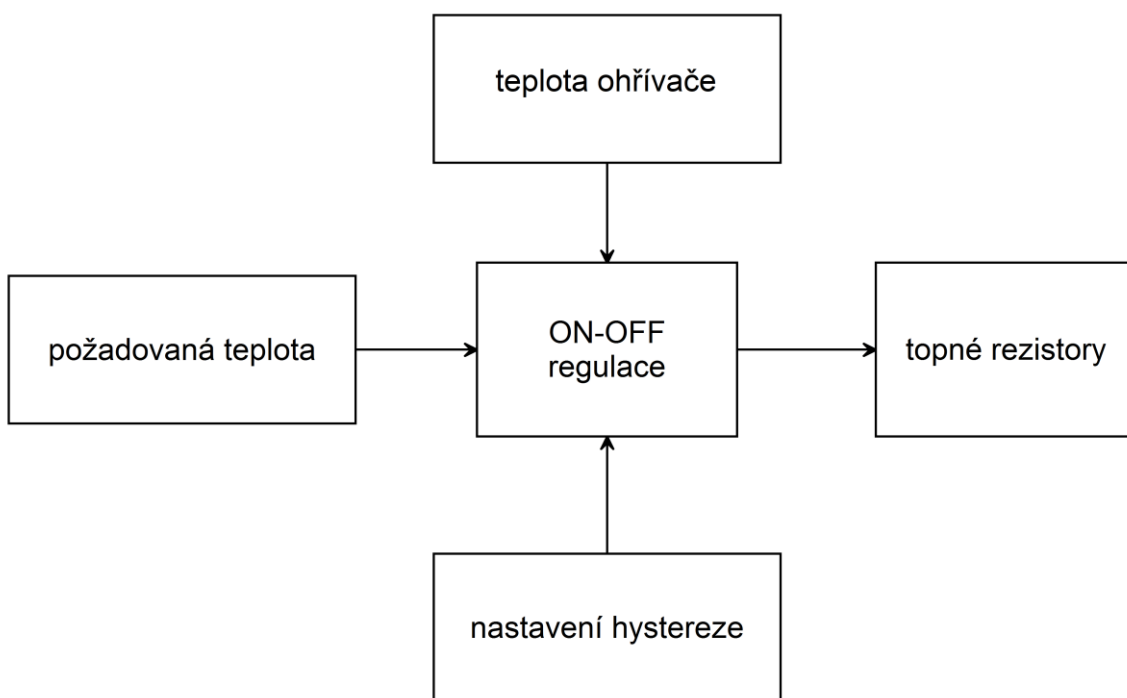 teplota ohřívače
požadovaná teplota
ON-OFF
regulace
topné rezistory
nastavení hystereze